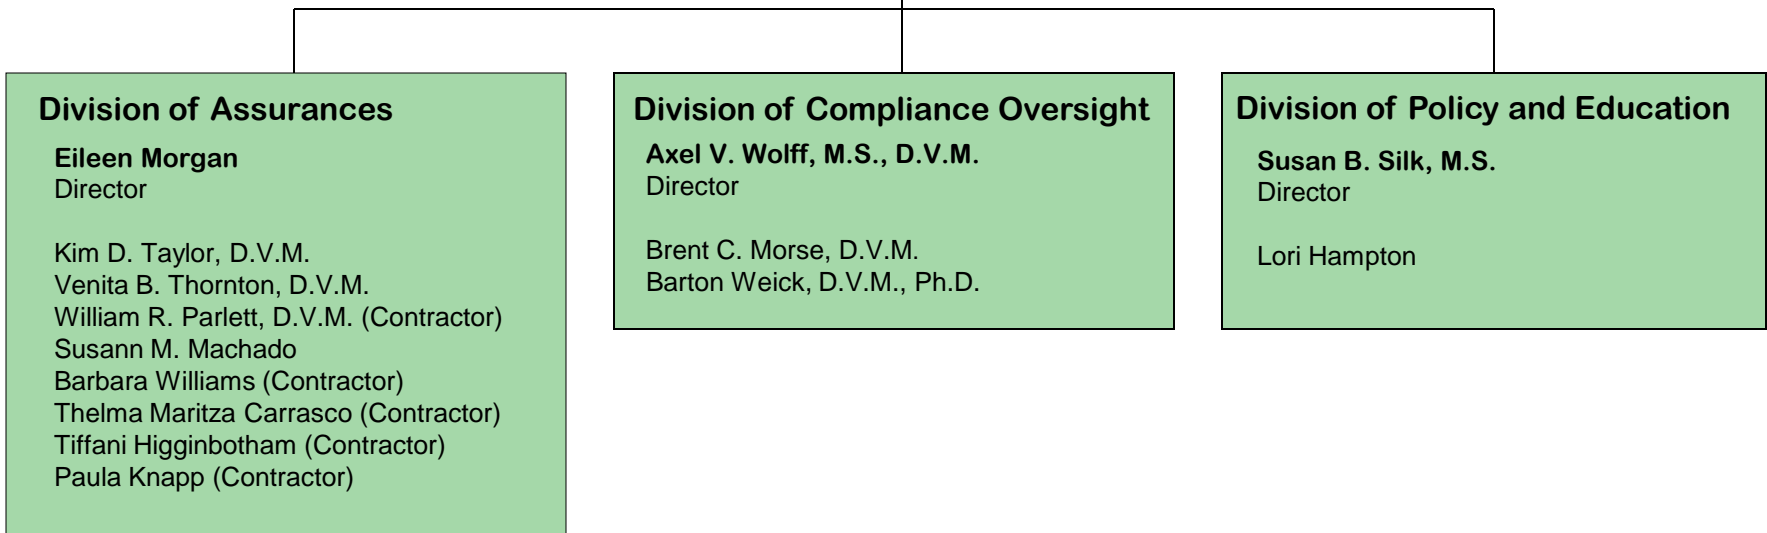 Division of Assurances
Eileen Morgan
Director
Kim D. Taylor, D.V.M.
Venita B. Thornton, D.V.M.
William R. Parlett, D.V.M. (Contractor)
Susann M. Machado
Barbara Williams (Contractor)
Thelma Maritza Carrasco (Contractor)
Tiffani Higginbotham (Contractor)
Paula Knapp (Contractor)
Division of Compliance Oversight
Axel V. Wolff, M.S., D.V.M.
Director
Brent C. Morse, D.V.M.
Barton Weick, D.V.M., Ph.D.
Division of Policy and Education
Susan B. Silk, M.S.
Director
Lori Hampton